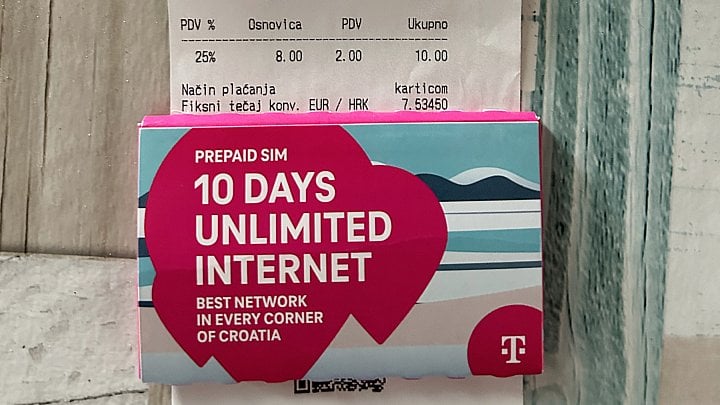 PDV % Osnovica PDV Ukupno
25% 8.00 2.00 10.00
Način plaćanja karticom
Fiksni tečaj konv. EUR / HRK 7.53450
PREPAID SIM
10 DAYS
UNLIMITED
INTERNET
BEST NETWORK
IN EVERY CORNER
OF CROATIA
T